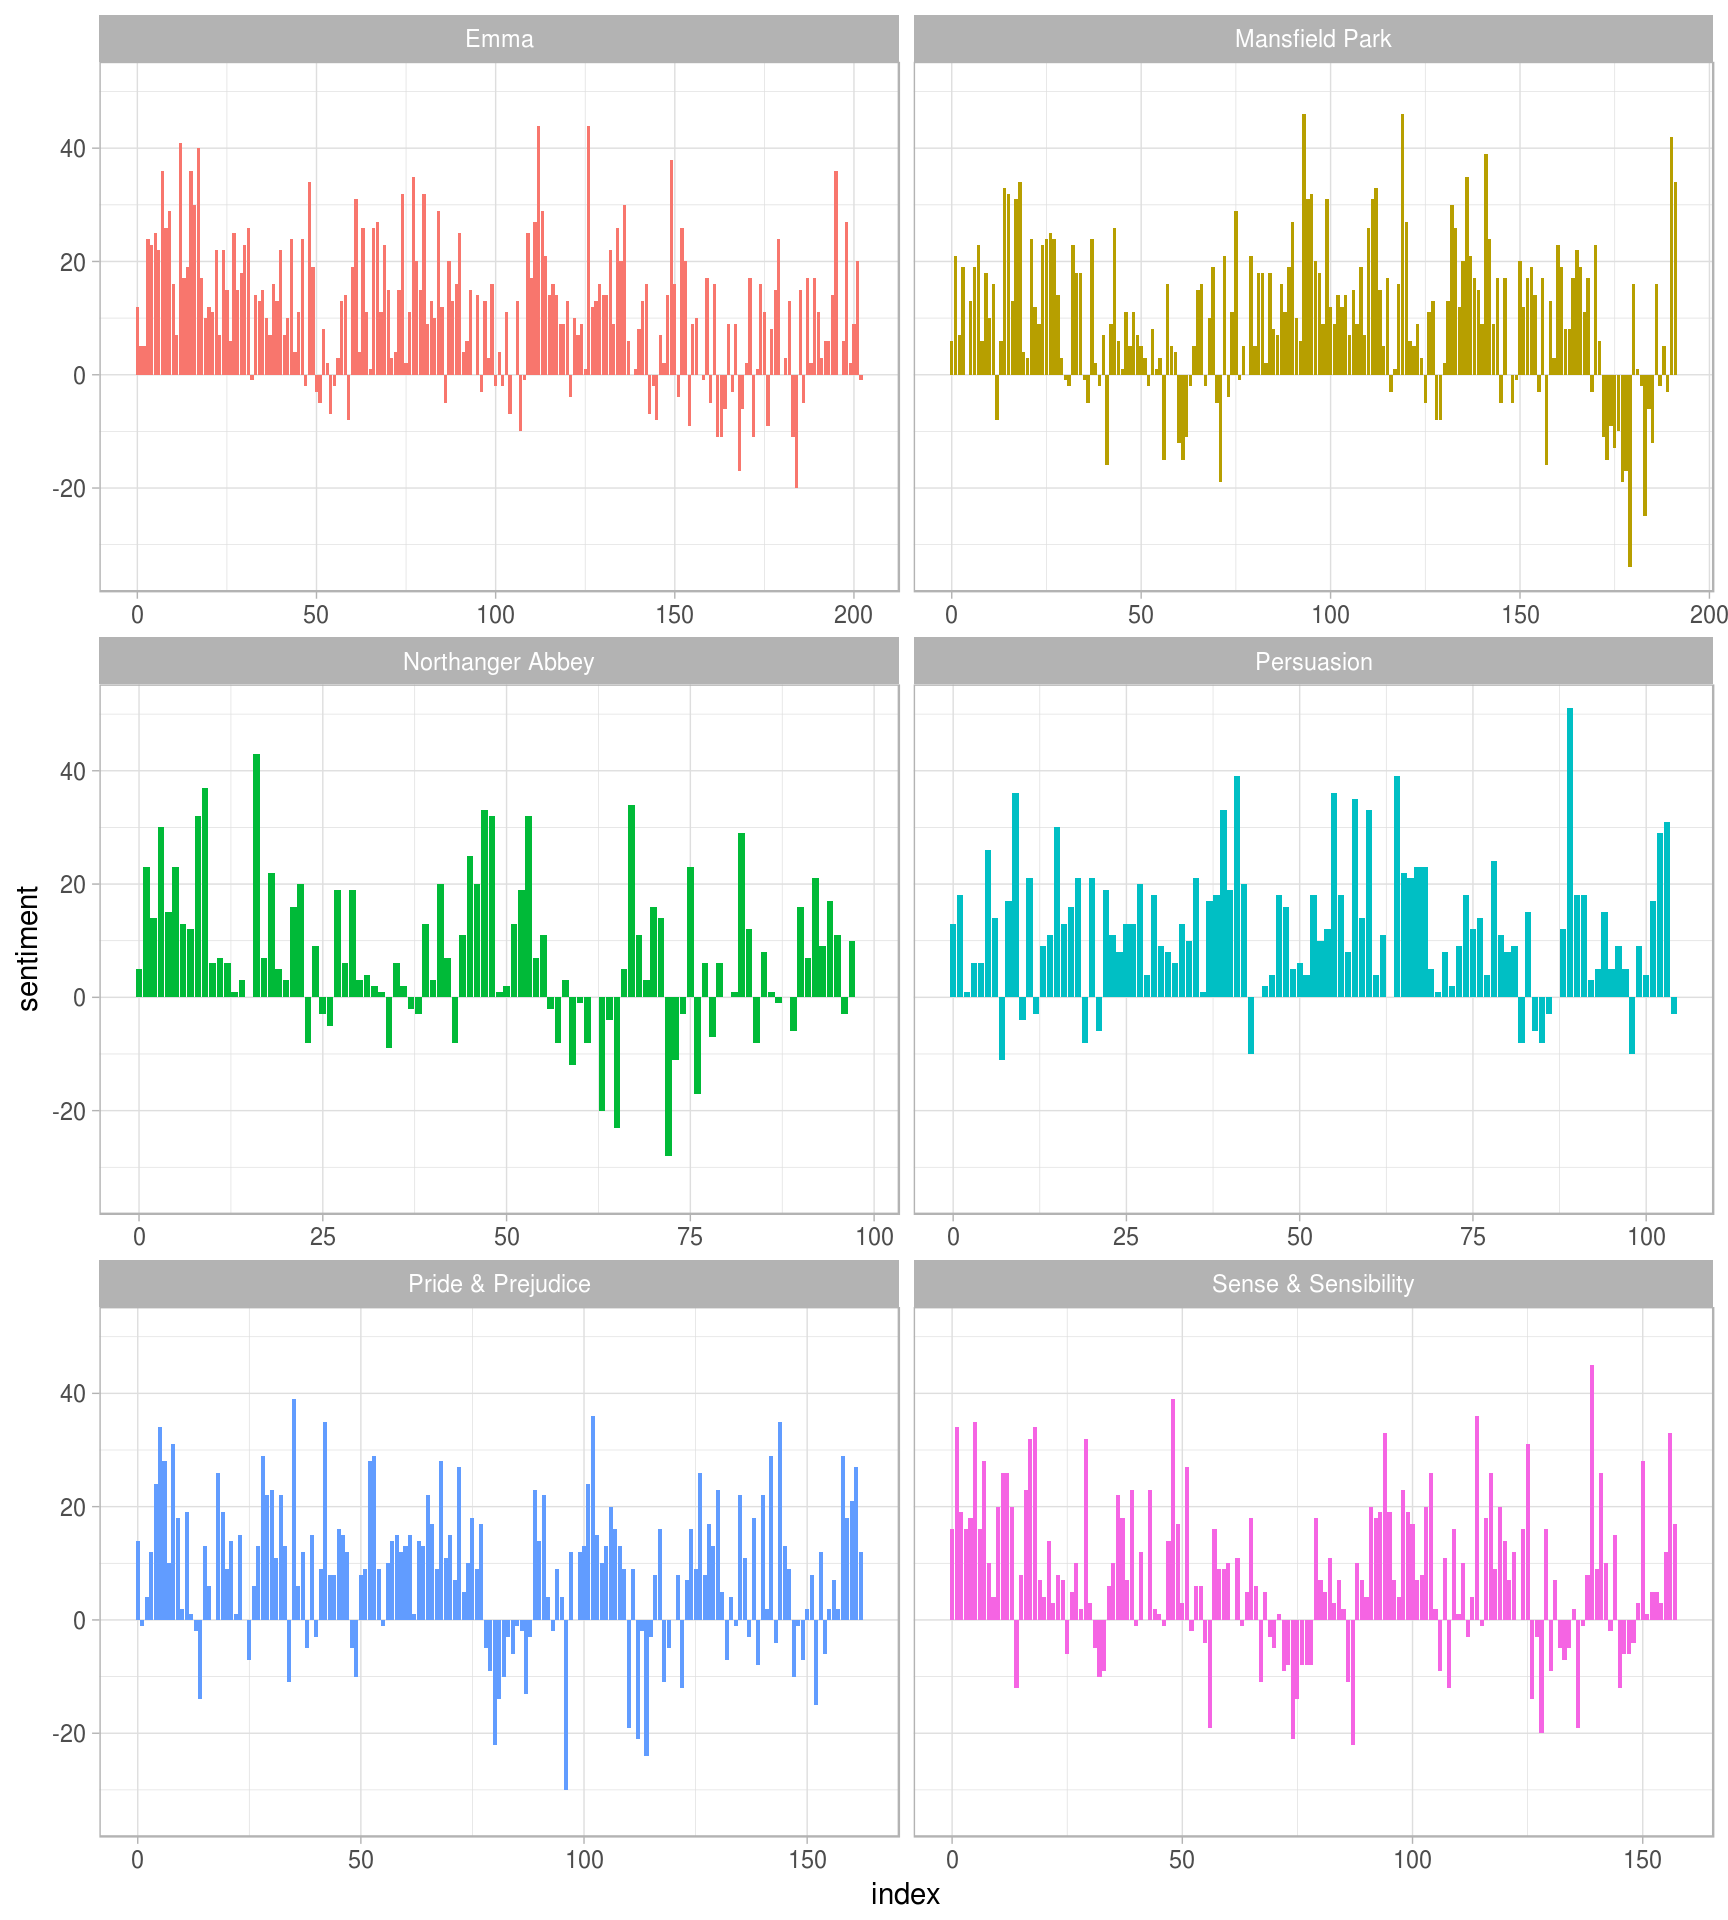 Emma
Mansfield Park
40
20
0
-20
0 50 100 150 200
0 50 100 150 200
Northanger Abbey
Persuasion
40
20
0
-20
0 25 50 75 100
0 25 50 75 100
Pride & Prejudice
Sense & Sensibility
40
20
0
-20
0 50 100 150
0 50 100 150
sentiment
index